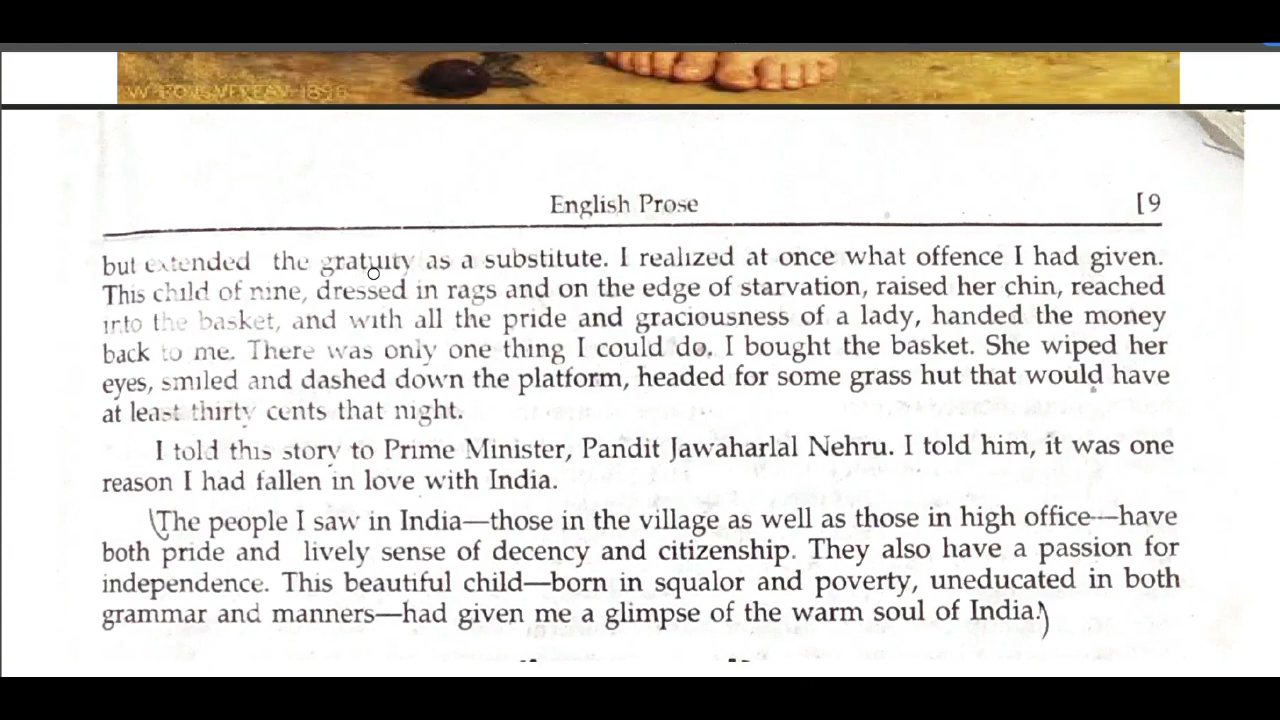 W. BOUGUEREAU 1896
English Prose [9
but extended the gratuity as a substitute. I realized at once what offence I had given.
This child of nine, dressed in rags and on the edge of starvation, raised her chin, reached
into the basket, and with all the pride and graciousness of a lady, handed the money
back to me. There was only one thing I could do. I bought the basket. She wiped her
eyes, smiled and dashed down the platform, headed for some grass hut that would have
at least thirty cents that night.
I told this story to Prime Minister, Pandit Jawaharlal Nehru. I told him, it was one
reason I had fallen in love with India.
(The people I saw in India—those in the village as well as those in high office—have
both pride and lively sense of decency and citizenship. They also have a passion for
independence. This beautiful child—born in squalor and poverty, uneducated in both
grammar and manners—had given me a glimpse of the warm soul of India.)